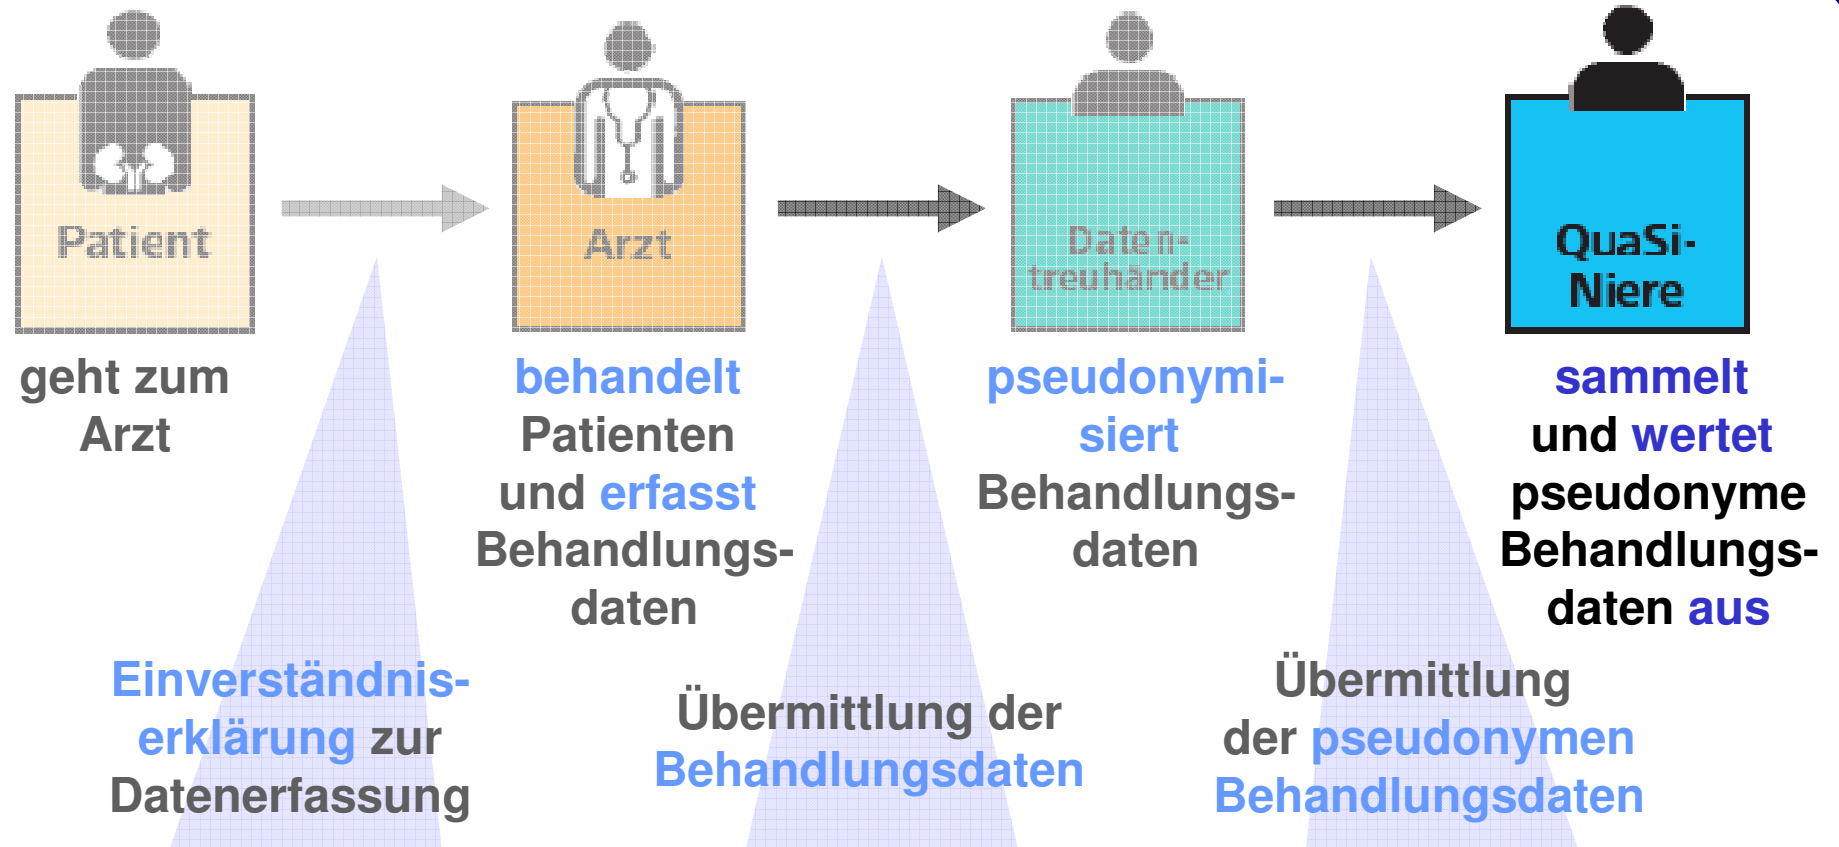 Patient
geht zum
Arzt
Einverständnis-
erklärung zur
Datenerfassung
Arzt
behandelt
Patienten
und erfasst
Behandlungs-
daten
Übermittlung der
Behandlungsdaten
Daten-
treuhänder
pseudonymi-
siert
Behandlungs-
daten
Übermittlung
der pseudonymen
Behandlungsdaten
QuaSi-
Niere
sammelt
und wertet
pseudonyme
Behandlungs-
daten aus